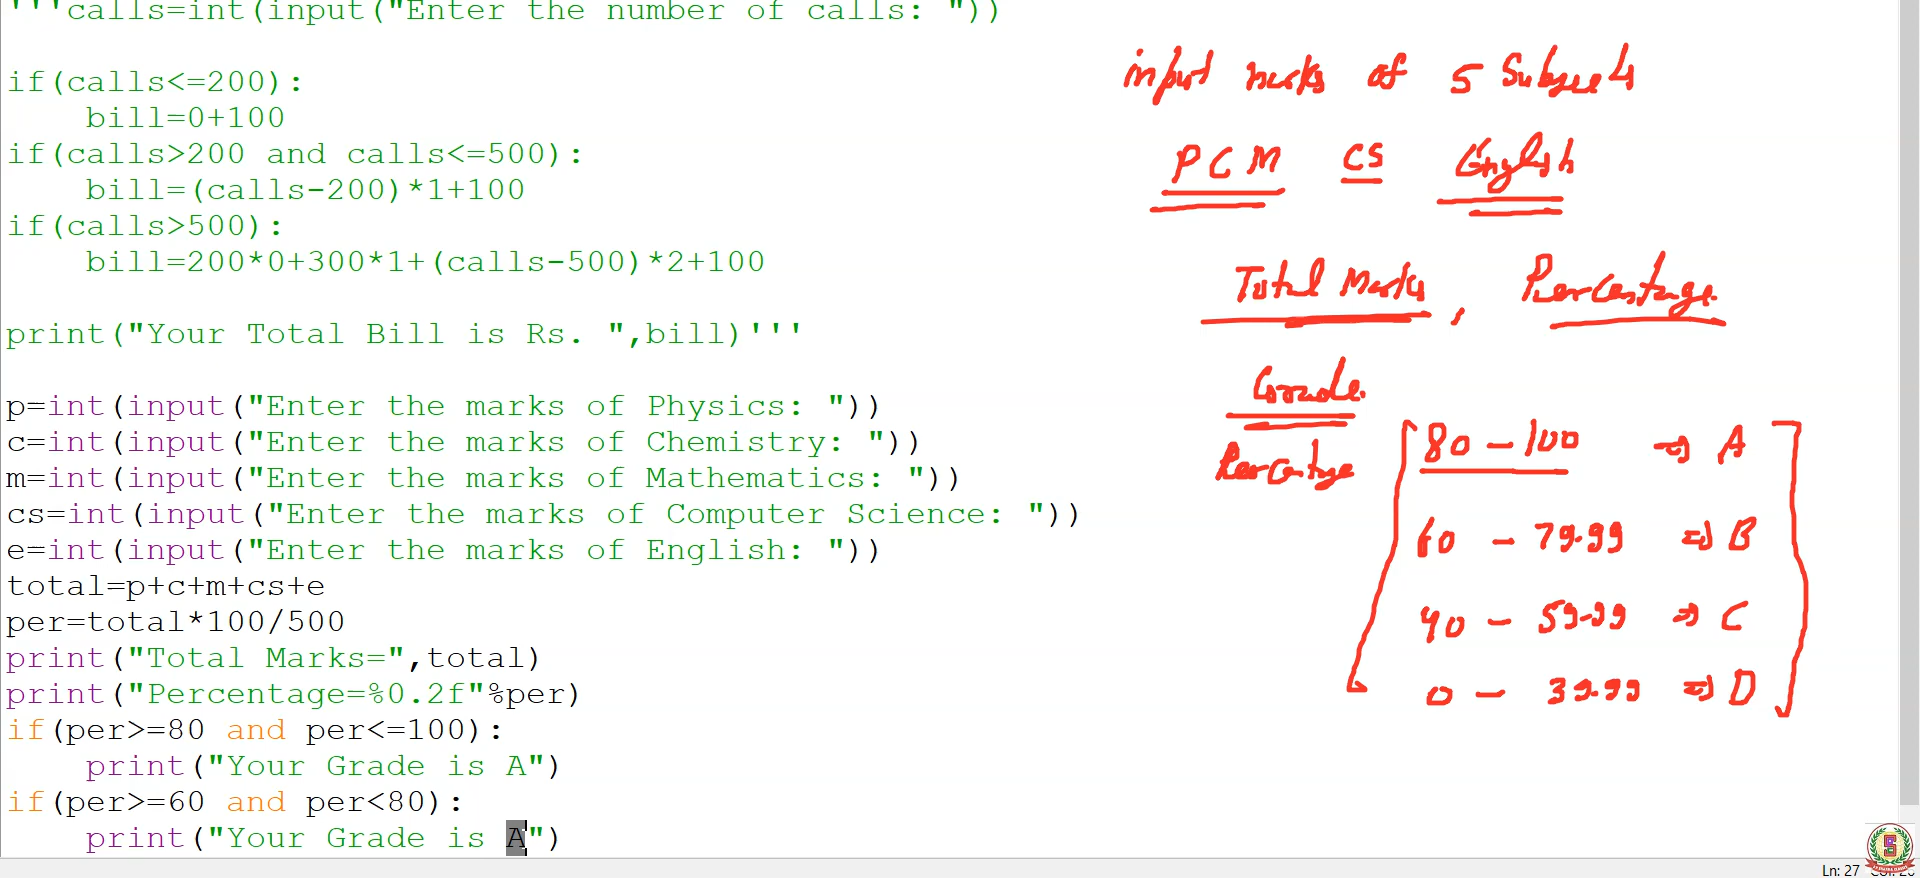 '''calls=int(input("Enter the number of calls: "))
if(calls<=200):
    bill=0+100
if(calls>200 and calls<=500):
    bill=(calls-200)*1+100
if(calls>500):
    bill=200*0+300*1+(calls-500)*2+100
print("Your Total Bill is Rs. ",bill)'''
p=int(input("Enter the marks of Physics: "))
c=int(input("Enter the marks of Chemistry: "))
m=int(input("Enter the marks of Mathematics: "))
cs=int(input("Enter the marks of Computer Science: "))
e=int(input("Enter the marks of English: "))
total=p+c+m+cs+e
per=total*100/500
print("Total Marks=",total)
print("Percentage=%0.2f"%per)
if(per>=80 and per<=100):
    print("Your Grade is A")
if(per>=60 and per<80):
    print("Your Grade is A")
input marks of 5 Subjects
PCM CS English
Total Marks, Percentage
Grade
Percentage
80 - 100 => A
60 - 79.99 => B
40 - 59.99 => C
0 - 39.99 => D
S
Ln: 27